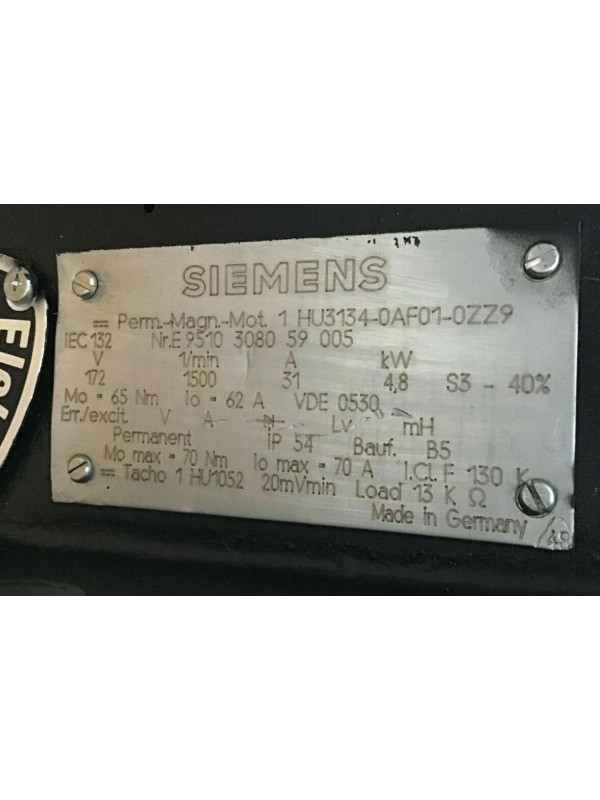 SIEMENS
Perm.-Magn.-Mot. 1 HU3134-0AF01-0ZZ9
IEC 132 Nr.E 9510 3080 59 005
V 1/min A kW
172 1500 31 4,8 S3 - 40%
Mo = 65 Nm Io = 62 A VDE 0530
Err./excit. V A Lv mH
Permanent IP 54 Bauf. B5
Mo max = 70 Nm Io max = 70 A I.Cl. F 130 K
= Tacho 1 HU1052 20mVmin Load 13 K Ω
Made in Germany